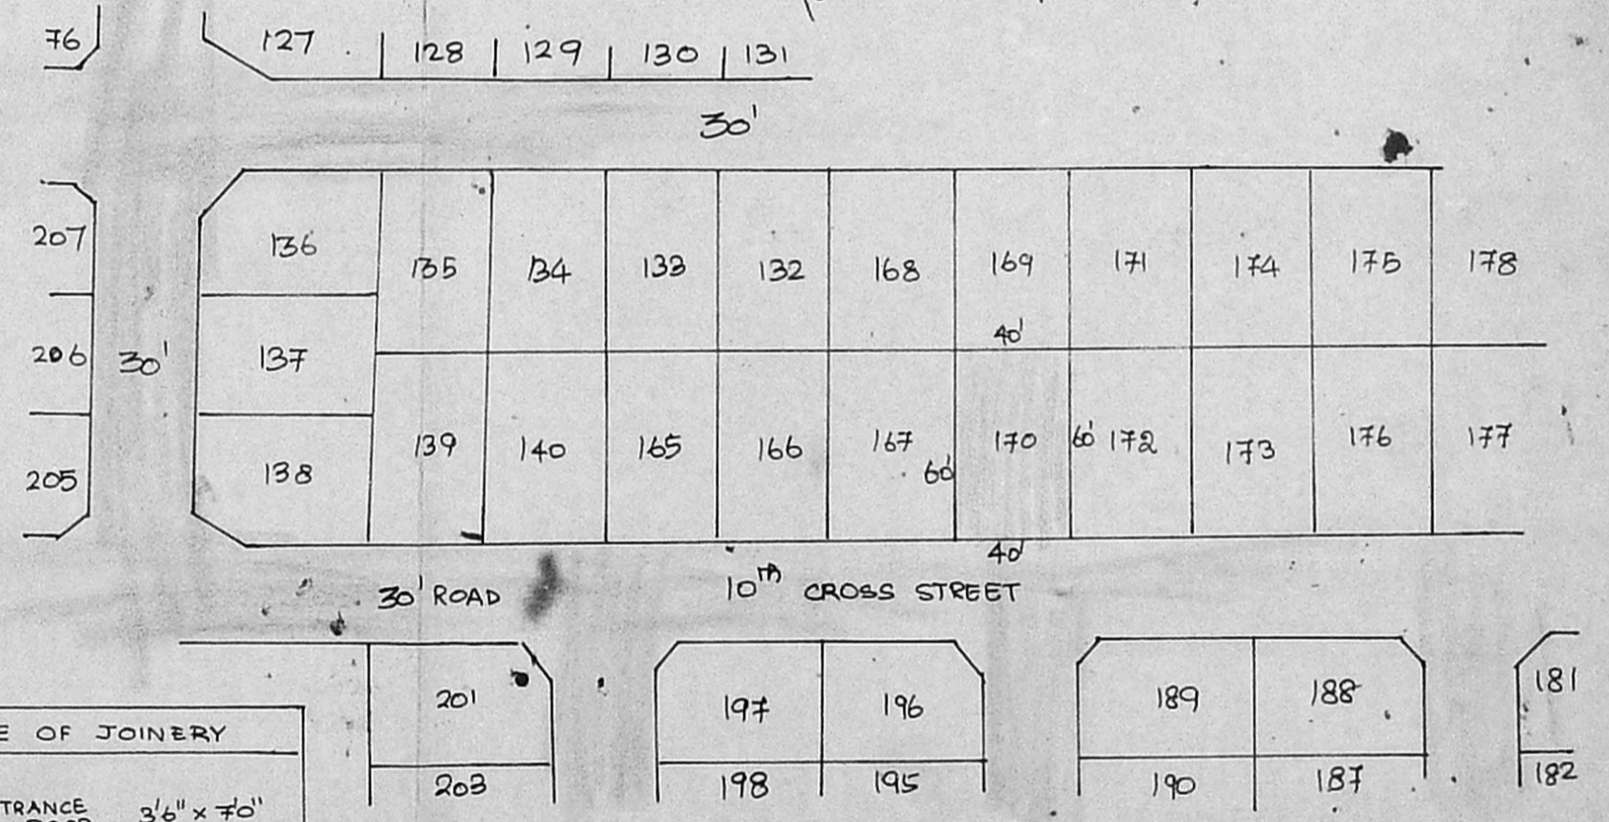 76 127 128 129 130 131
30'
207 136 135 134 133 132 168 169 171 174 175 178
40'
206 30' 137
205 138 139 140 165 166 167 60' 170 60' 172 173 176 177
40'
30' ROAD 10TH CROSS STREET
201 197 196 189 188 181
203 198 195 190 187 182
E OF JOINERY
TRANCE 3'6" x 7'0"